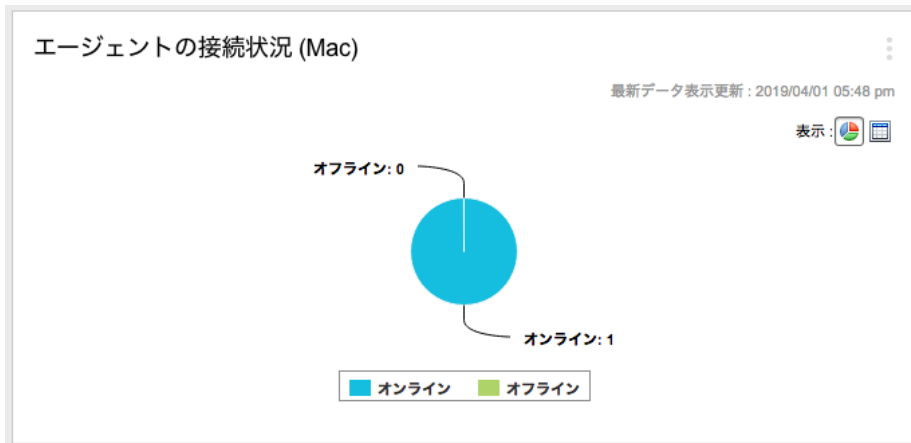 エージェントの接続状況 (Mac)
最新データ表示更新 : 2019/04/01 05:48 pm
表示 :
オフライン: 0
オンライン: 1
オンライン オフライン